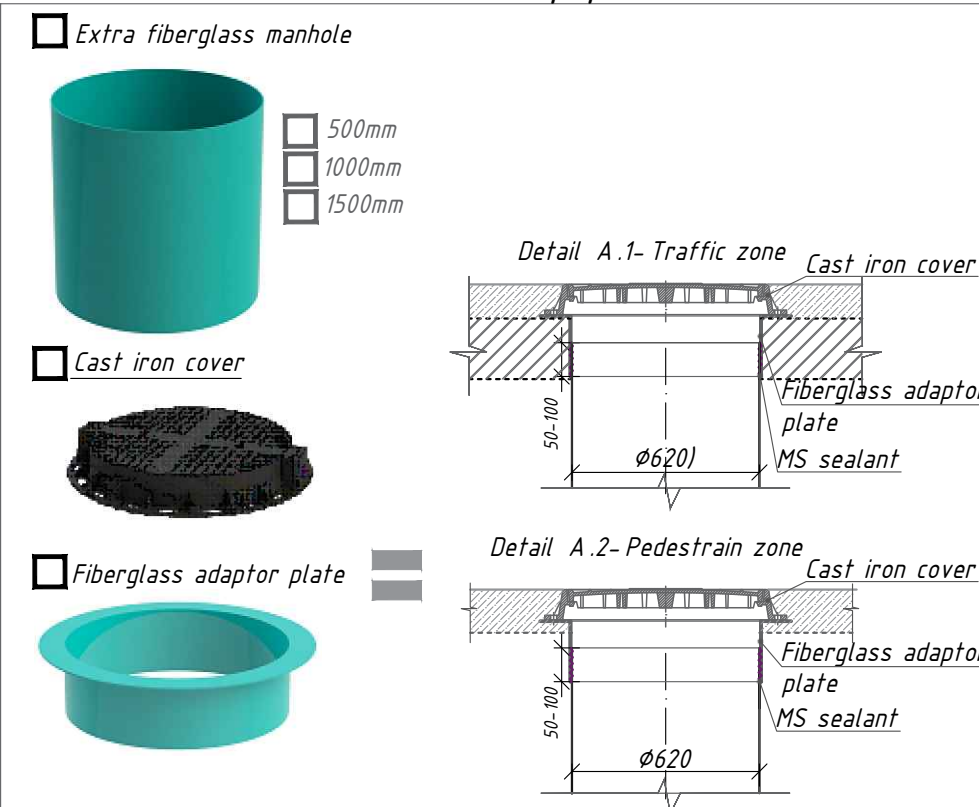 Extra fiberglass manhole
500mm
1000mm
1500mm
Cast iron cover
Fiberglass adaptor plate
Detail A.1- Traffic zone
Cast iron cover
Fiberglass adaptor
plate
MS sealant
50-100
Ø620)
Detail A.2- Pedestrain zone
Cast iron cover
Fiberglass adaptor
plate
MS sealant
50-100
Ø620